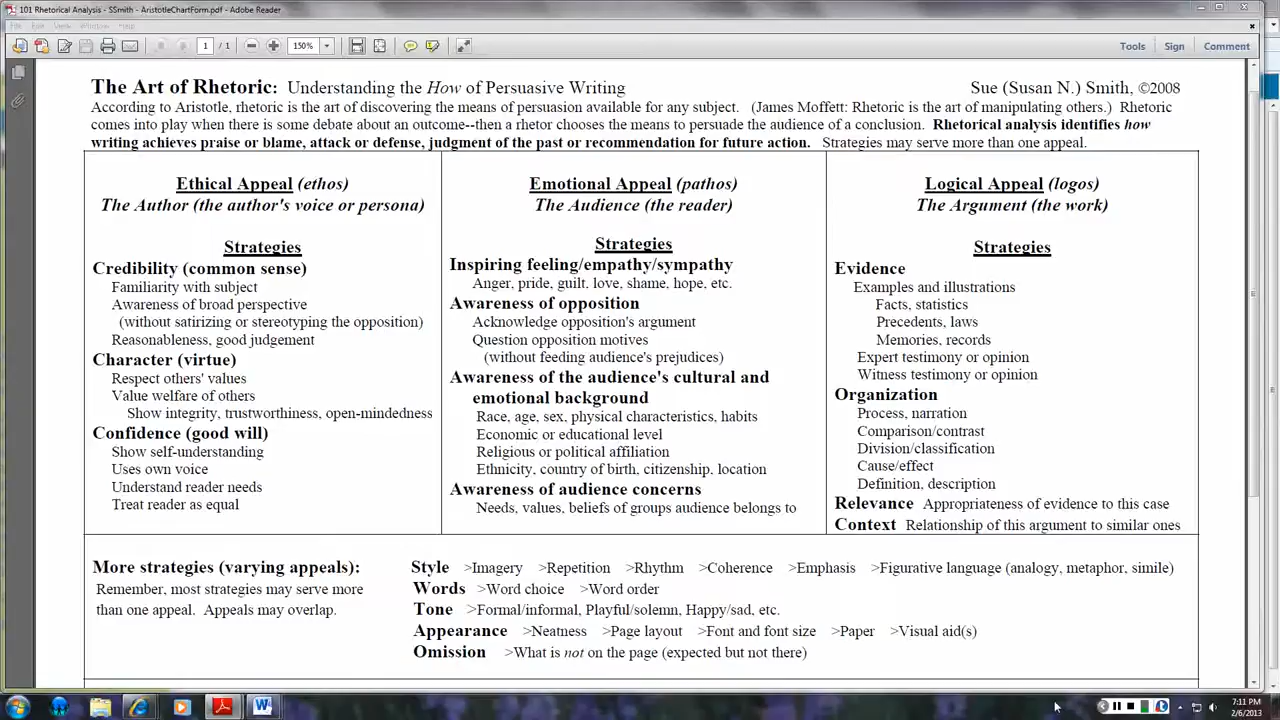 101 Rhetorical Analysis - SSmith - AristotleChartForm.pdf - Adobe Reader
File Edit View Window Help
1 / 1 150% Tools Sign Comment
The Art of Rhetoric: Understanding the How of Persuasive Writing Sue (Susan N.) Smith, ©2008
According to Aristotle, rhetoric is the art of discovering the means of persuasion available for any subject. (James Moffett: Rhetoric is the art of manipulating others.) Rhetoric
comes into play when there is some debate about an outcome--then a rhetor chooses the means to persuade the audience of a conclusion. Rhetorical analysis identifies how
writing achieves praise or blame, attack or defense, judgment of the past or recommendation for future action. Strategies may serve more than one appeal.
Ethical Appeal (ethos)
The Author (the author's voice or persona)
Strategies
Credibility (common sense)
Familiarity with subject
Awareness of broad perspective
(without satirizing or stereotyping the opposition)
Reasonableness, good judgement
Character (virtue)
Respect others' values
Value welfare of others
Show integrity, trustworthiness, open-mindedness
Confidence (good will)
Show self-understanding
Uses own voice
Understand reader needs
Treat reader as equal
Emotional Appeal (pathos)
The Audience (the reader)
Strategies
Inspiring feeling/empathy/sympathy
Anger, pride, guilt, love, shame, hope, etc.
Awareness of opposition
Acknowledge opposition's argument
Question opposition motives
(without feeding audience's prejudices)
Awareness of the audience's cultural and
emotional background
Race, age, sex, physical characteristics, habits
Economic or educational level
Religious or political affiliation
Ethnicity, country of birth, citizenship, location
Awareness of audience concerns
Needs, values, beliefs of groups audience belongs to
Logical Appeal (logos)
The Argument (the work)
Strategies
Evidence
Examples and illustrations
Facts, statistics
Precedents, laws
Memories, records
Expert testimony or opinion
Witness testimony or opinion
Organization
Process, narration
Comparison/contrast
Division/classification
Cause/effect
Definition, description
Relevance Appropriateness of evidence to this case
Context Relationship of this argument to similar ones
More strategies (varying appeals):
Remember, most strategies may serve more
than one appeal. Appeals may overlap.
Style >Imagery >Repetition >Rhythm >Coherence >Emphasis >Figurative language (analogy, metaphor, simile)
Words >Word choice >Word order
Tone >Formal/informal, Playful/solemn, Happy/sad, etc.
Appearance >Neatness >Page layout >Font and font size >Paper >Visual aid(s)
Omission >What is not on the page (expected but not there)
7:11 PM
2/6/2013